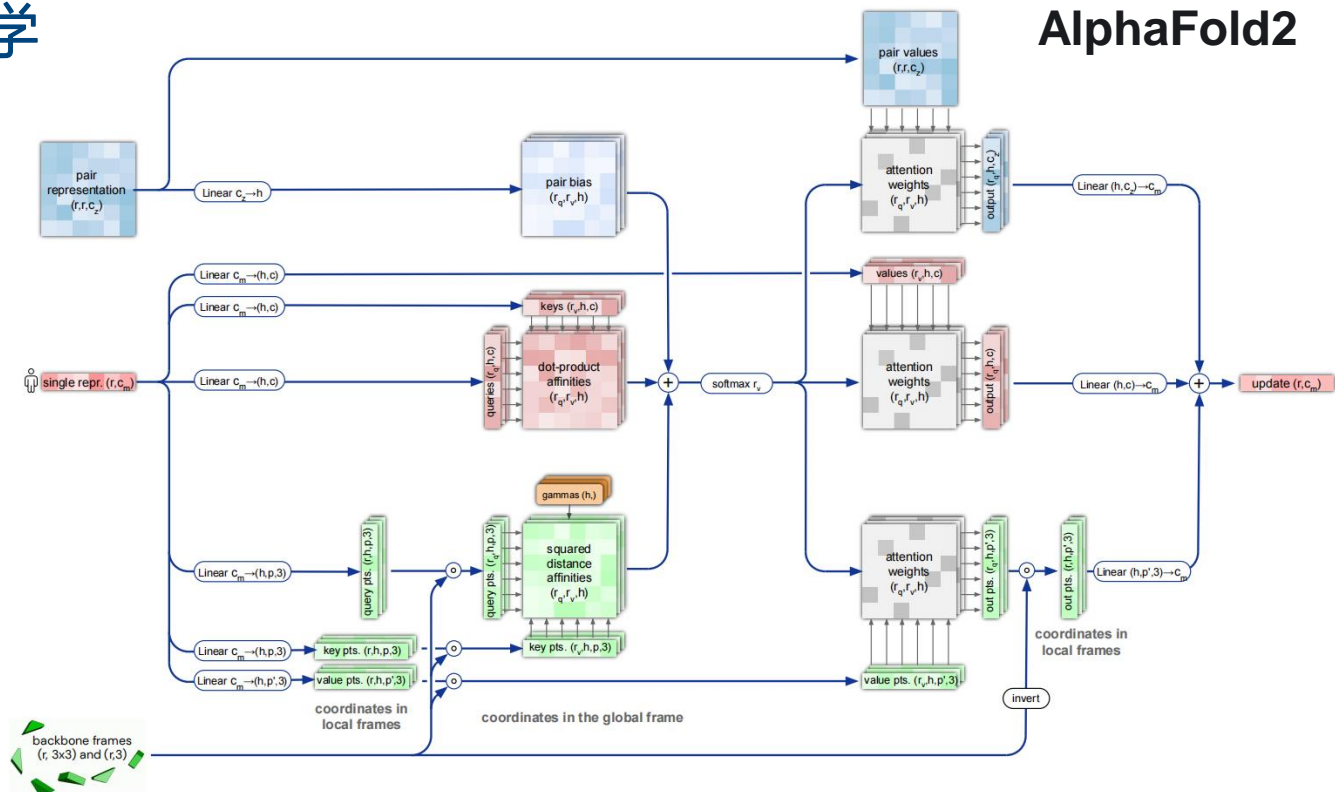 学
AlphaFold2
pair values
(r,r,c_z)
pair
representation
(r,r,c_z)
Linear c_z→h
pair bias
(r_q,r_v,h)
attention
weights
(r_q,r_v,h)
output (r_q,h,c_z)
Linear (h,c_z)→c_m
Linear c_m→(h,c)
values (r_v,h,c)
Linear c_m→(h,c)
keys (r_v,h,c)
single repr. (r,c_m)
Linear c_m→(h,c)
queries (r_q,h,c)
dot-product
affinities
(r_q,r_v,h)
+
softmax r_v
attention
weights
(r_q,r_v,h)
output (r_q,h,c)
Linear (h,c)→c_m
+
update (r,c_m)
gammas (h,)
Linear c_m→(h,p,3)
query pts. (r,h,p,3)
query pts. (r_q,h,p,3)
squared
distance
affinities
(r_q,r_v,h)
attention
weights
(r_q,r_v,h)
out pts. (r_q,h,p',3)
out pts. (r,h,p',3)
Linear (h,p',3)→c_m
Linear c_m→(h,p,3)
key pts. (r,h,p,3)
key pts. (r_v,h,p,3)
coordinates in
local frames
Linear c_m→(h,p',3)
value pts. (r,h,p',3)
value pts. (r_v,h,p',3)
coordinates in
local frames
coordinates in the global frame
invert
backbone frames
(r, 3x3) and (r,3)